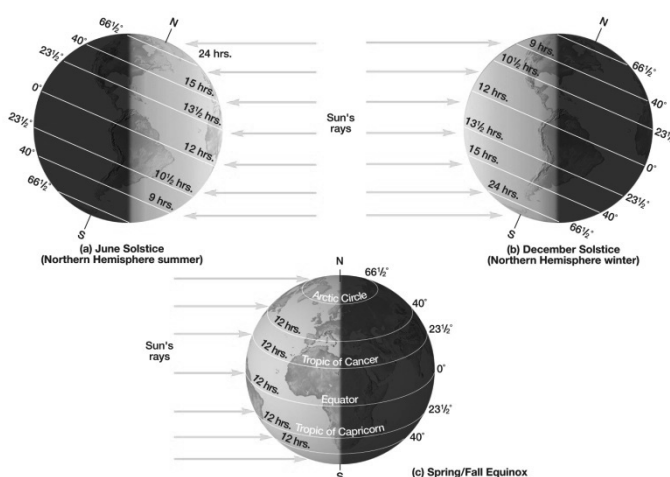 N
66½°
40°
23½°
0°
23½°
40°
66½°
24 hrs.
15 hrs.
13½ hrs.
12 hrs.
10½ hrs.
9 hrs.
S
(a) June Solstice
(Northern Hemisphere summer)
Sun's
rays
N
9 hrs.
10½ hrs.
12 hrs.
13½ hrs.
15 hrs.
24 hrs.
66½°
40°
23½°
0°
23½°
40°
66½°
S
(b) December Solstice
(Northern Hemisphere winter)
Sun's
rays
N
66½°
Arctic Circle
40°
12 hrs.
23½°
12 hrs.
Tropic of Cancer
0°
12 hrs.
Equator
23½°
12 hrs.
Tropic of Capricorn
40°
12 hrs.
S
(c) Spring/Fall Equinox